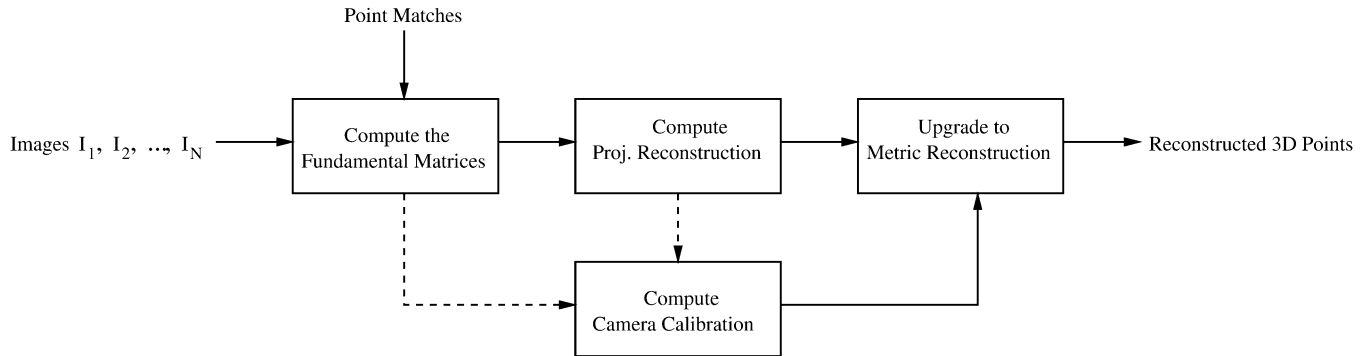 Point Matches
Images I1, I2, ..., IN
Compute the
Fundamental Matrices
Compute
Proj. Reconstruction
Upgrade to
Metric Reconstruction
Reconstructed 3D Points
Compute
Camera Calibration